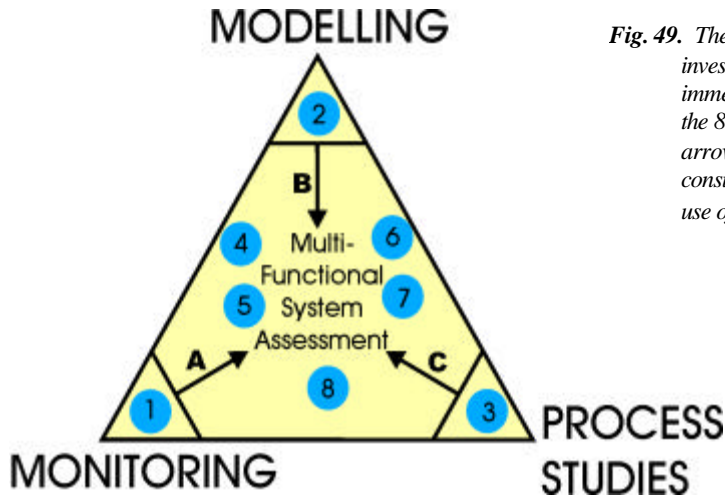 MODELLING
2
B
4
6
Multi-
Functional
5
System
7
Assessment
A
C
8
1
3
MONITORING
PROCESS
STUDIES
Fig. 49. The
inves
imme
the 8
arrov
consi
use o